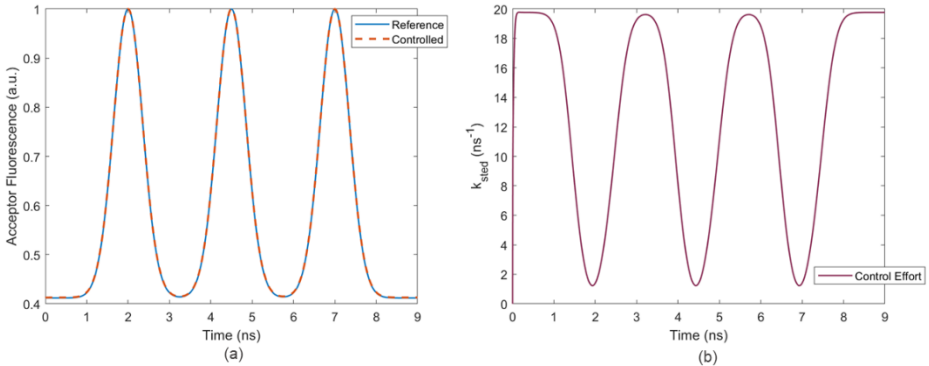 1
0.9
0.8
0.7
0.6
0.5
0.4
Acceptor Fluorescence (a.u.)
Reference
Controlled
0 1 2 3 4 5 6 7 8 9
Time (ns)
(a)
20
18
16
14
12
10
8
6
4
2
0
k_sted (ns⁻¹)
Control Effort
0 1 2 3 4 5 6 7 8 9
Time (ns)
(b)